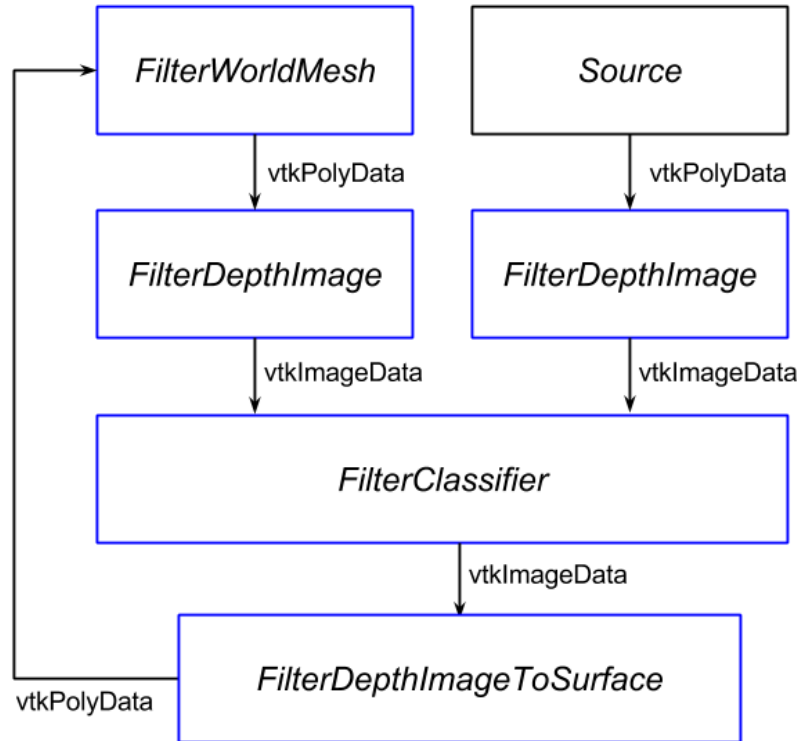 FilterWorldMesh
Source
vtkPolyData
vtkPolyData
FilterDepthImage
FilterDepthImage
vtkImageData
vtkImageData
FilterClassifier
vtkImageData
FilterDepthImageToSurface
vtkPolyData